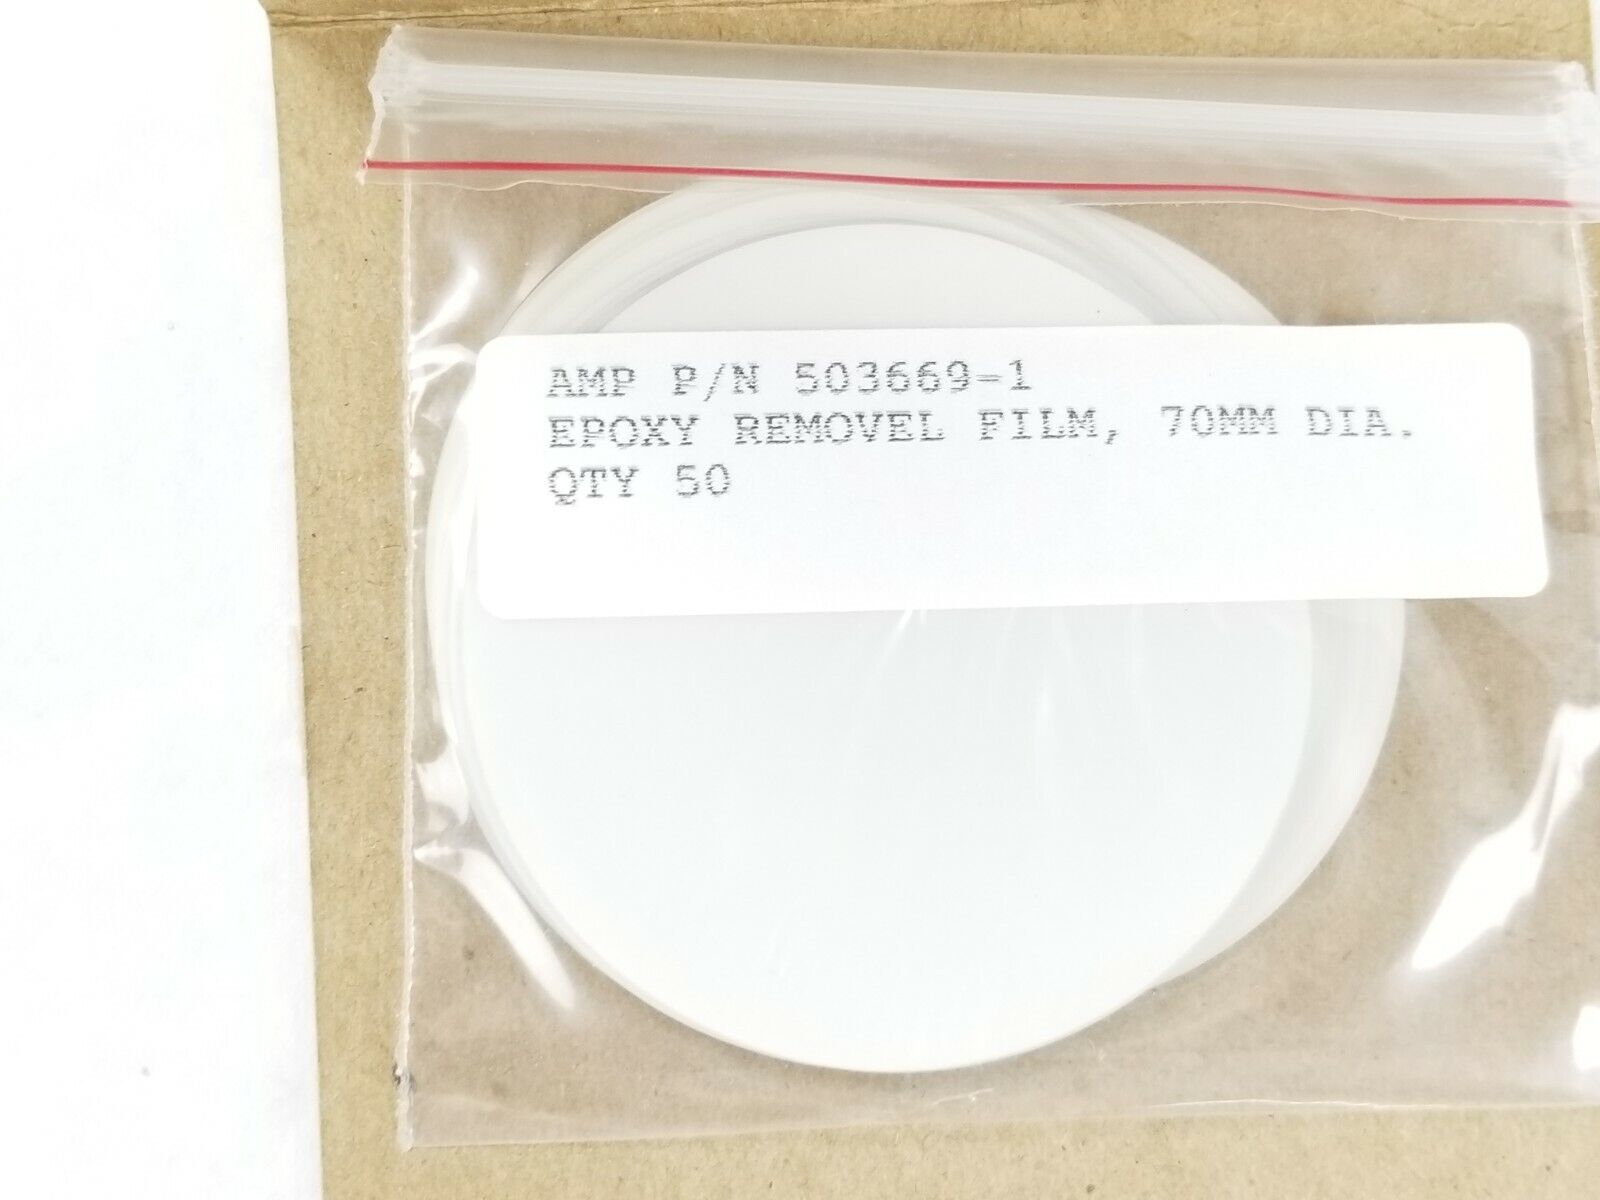 AMP P/N 503669-1
EPOXY REMOVEL FILM, 70MM DIA.
QTY 50